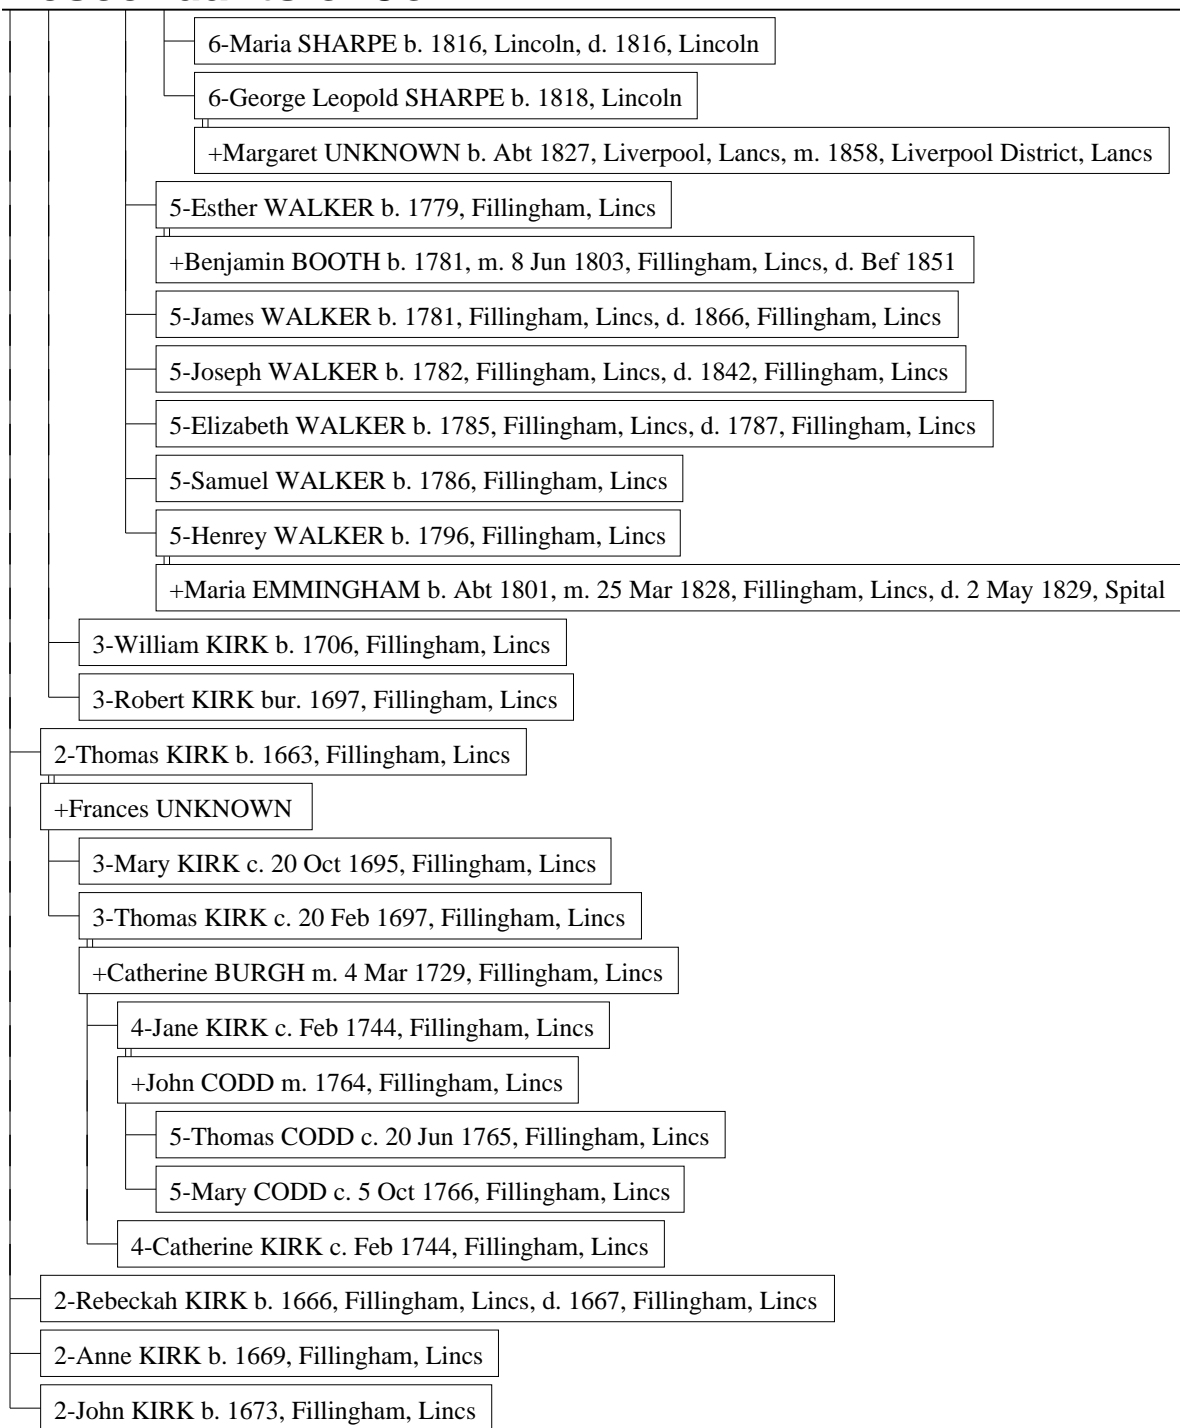 6-Maria SHARPE b. 1816, Lincoln, d. 1816, Lincoln
6-George Leopold SHARPE b. 1818, Lincoln
+Margaret UNKNOWN b. Abt 1827, Liverpool, Lancs, m. 1858, Liverpool District, Lancs
5-Esther WALKER b. 1779, Fillingham, Lincs
+Benjamin BOOTH b. 1781, m. 8 Jun 1803, Fillingham, Lincs, d. Bef 1851
5-James WALKER b. 1781, Fillingham, Lincs, d. 1866, Fillingham, Lincs
5-Joseph WALKER b. 1782, Fillingham, Lincs, d. 1842, Fillingham, Lincs
5-Elizabeth WALKER b. 1785, Fillingham, Lincs, d. 1787, Fillingham, Lincs
5-Samuel WALKER b. 1786, Fillingham, Lincs
5-Henrey WALKER b. 1796, Fillingham, Lincs
+Maria EMMINGHAM b. Abt 1801, m. 25 Mar 1828, Fillingham, Lincs, d. 2 May 1829, Spital
3-William KIRK b. 1706, Fillingham, Lincs
3-Robert KIRK bur. 1697, Fillingham, Lincs
2-Thomas KIRK b. 1663, Fillingham, Lincs
+Frances UNKNOWN
3-Mary KIRK c. 20 Oct 1695, Fillingham, Lincs
3-Thomas KIRK c. 20 Feb 1697, Fillingham, Lincs
+Catherine BURGH m. 4 Mar 1729, Fillingham, Lincs
4-Jane KIRK c. Feb 1744, Fillingham, Lincs
+John CODD m. 1764, Fillingham, Lincs
5-Thomas CODD c. 20 Jun 1765, Fillingham, Lincs
5-Mary CODD c. 5 Oct 1766, Fillingham, Lincs
4-Catherine KIRK c. Feb 1744, Fillingham, Lincs
2-Rebeckah KIRK b. 1666, Fillingham, Lincs, d. 1667, Fillingham, Lincs
2-Anne KIRK b. 1669, Fillingham, Lincs
2-John KIRK b. 1673, Fillingham, Lincs